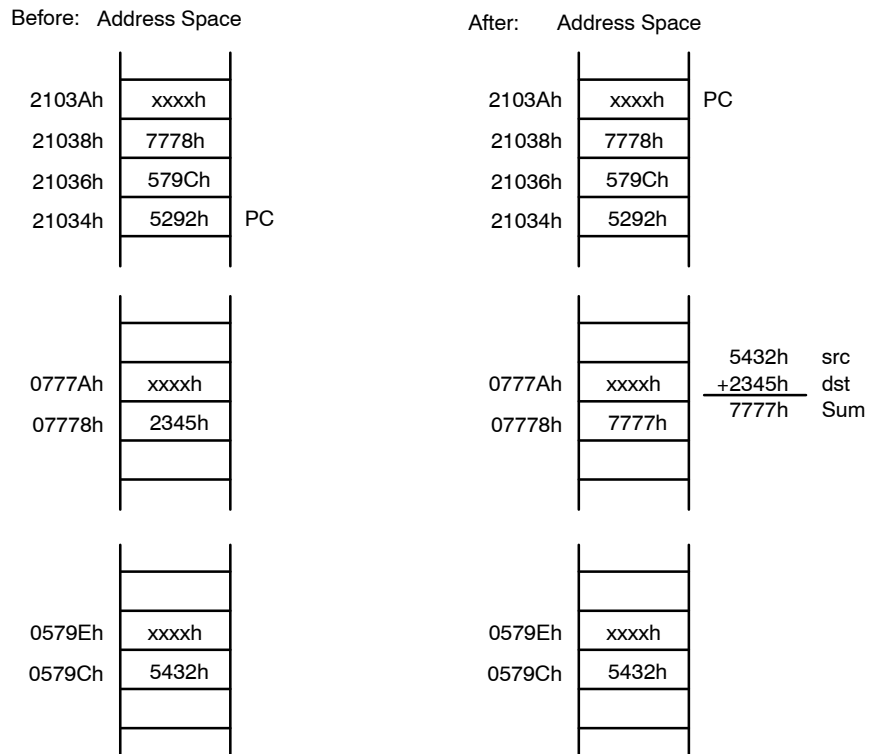 Before: Address Space
After: Address Space
2103Ah xxxxh
21038h 7778h
21036h 579Ch
21034h 5292h PC
2103Ah xxxxh PC
21038h 7778h
21036h 579Ch
21034h 5292h
0777Ah xxxxh
07778h 2345h
0777Ah xxxxh
07778h 7777h
5432h src
+2345h dst
7777h Sum
0579Eh xxxxh
0579Ch 5432h
0579Eh xxxxh
0579Ch 5432h